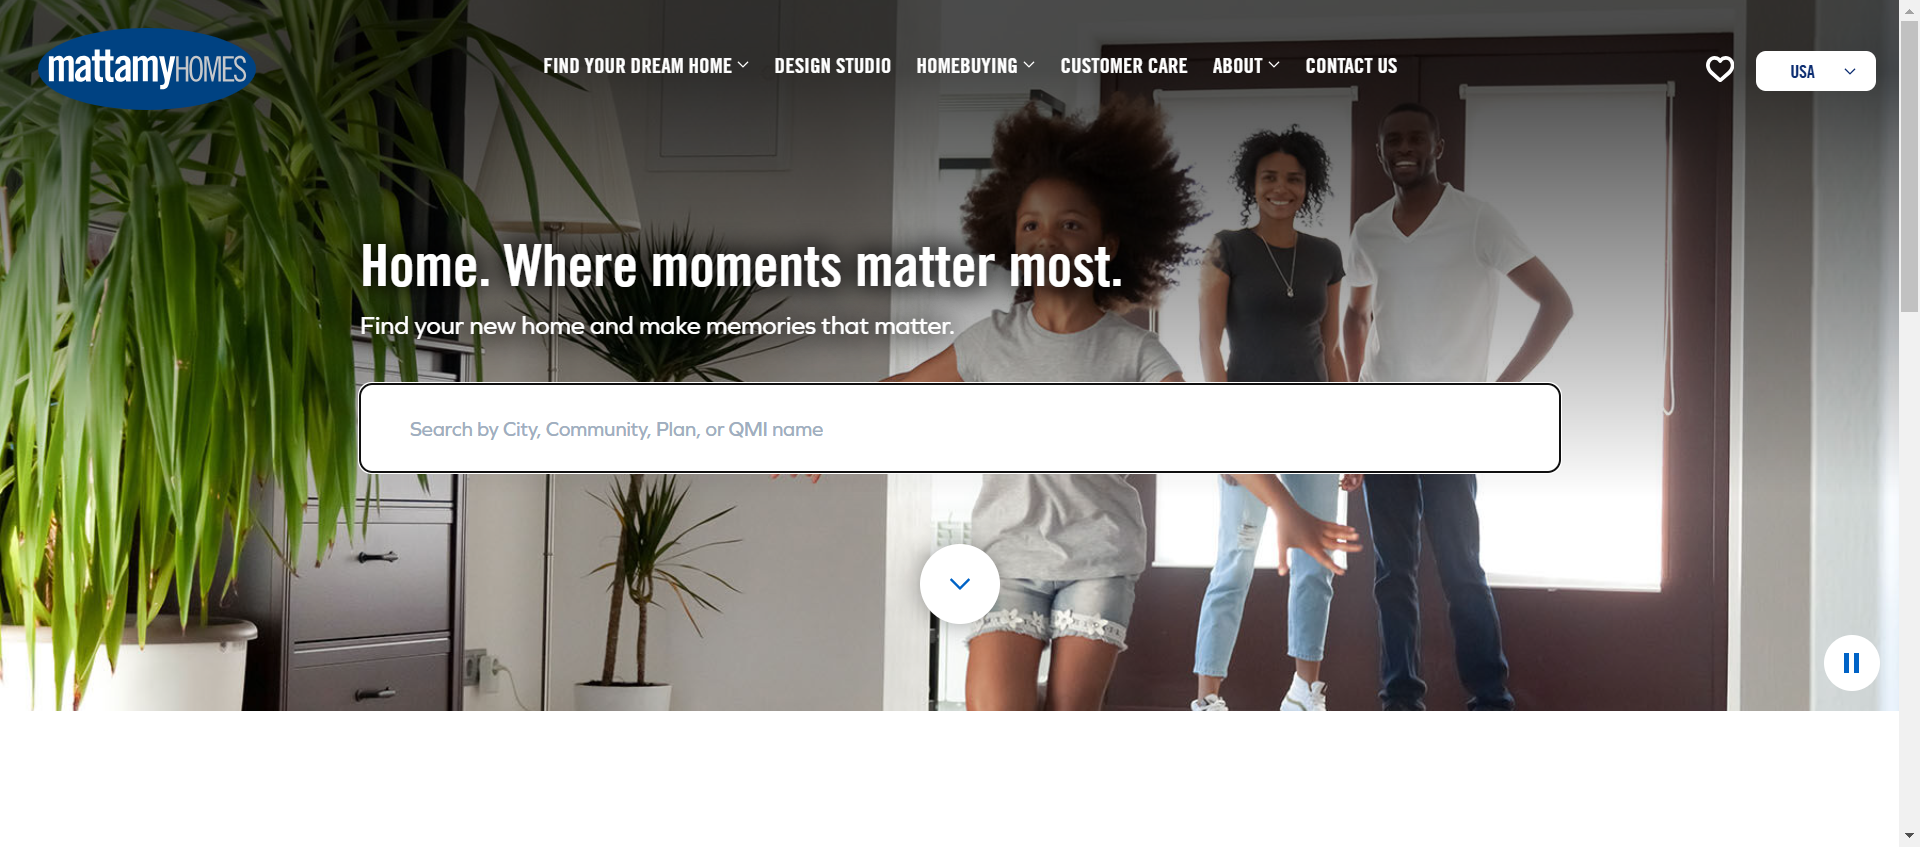 mattamyHOMES
FIND YOUR DREAM HOME
DESIGN STUDIO
HOMEBUYING
CUSTOMER CARE
ABOUT
CONTACT US
USA
Home. Where moments matter most.
Find your new home and make memories that matter.
Search by City, Community, Plan, or QMI name